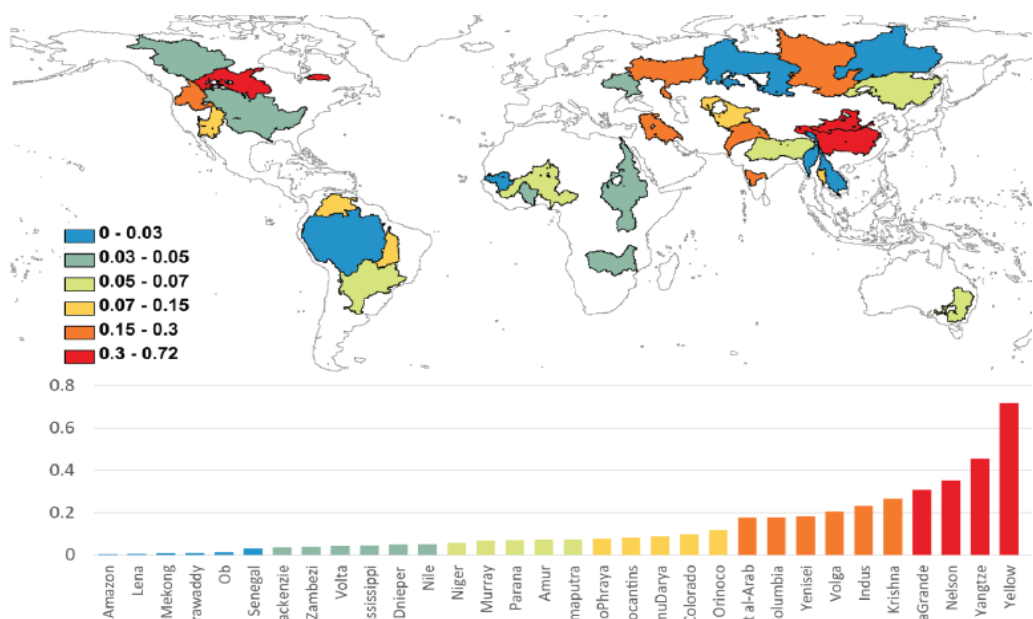 0 - 0.03
0.03 - 0.05
0.05 - 0.07
0.07 - 0.15
0.15 - 0.3
0.3 - 0.72
0.8
0.6
0.4
0.2
0
Amazon
Lena
Mekong
rawaddy
Ob
Senegal
ackenzie
Zambezi
Volta
ississippi
Dnieper
Nile
Niger
Murray
Parana
Amur
maputra
oPhraya
ocantins
nuDarya
Colorado
Orinoco
t al-Arab
olumbia
Yenisei
Volga
Indus
Krishna
aGrande
Nelson
Yangtze
Yellow